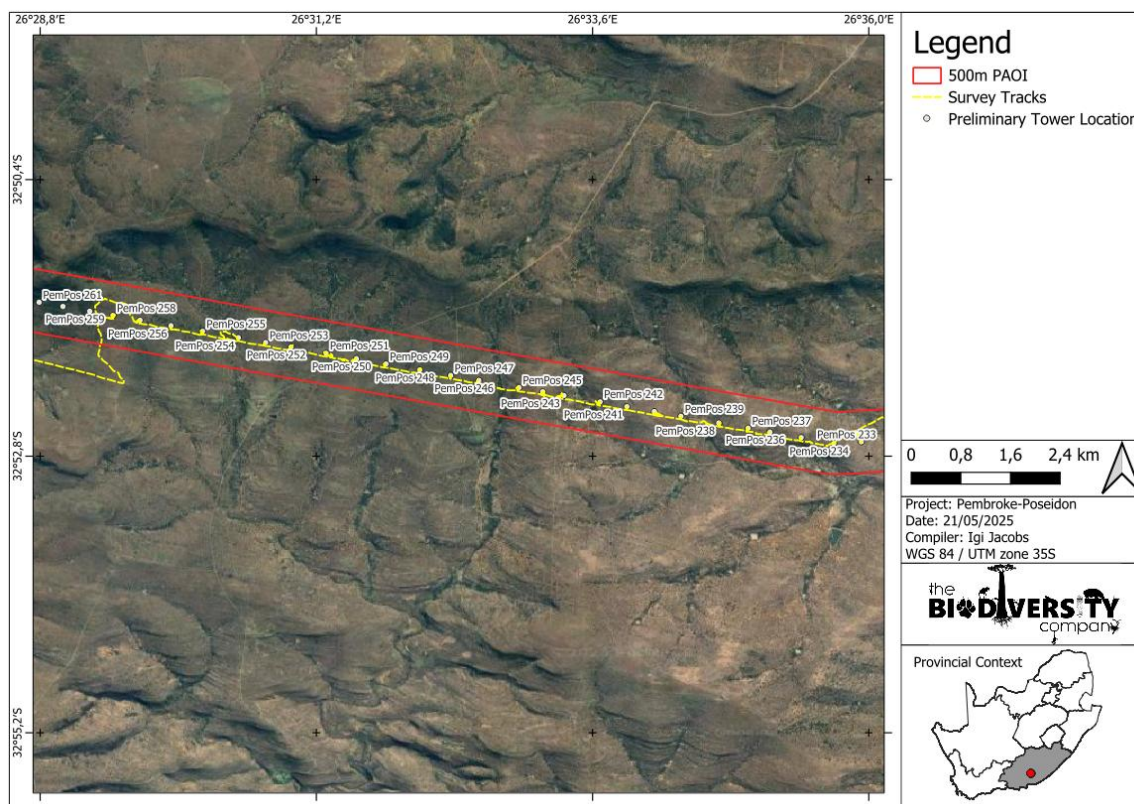 26°28,8'E
26°31,2'E
26°33,6'E
26°36,0'E
32°50,4'S
32°52,8'S
32°55,2'S
PemPos 261
PemPos 259
PemPos 258
PemPos 256
PemPos 255
PemPos 254
PemPos 253
PemPos 252
PemPos 251
PemPos 250
PemPos 249
PemPos 248
PemPos 247
PemPos 246
PemPos 245
PemPos 243
PemPos 242
PemPos 241
PemPos 239
PemPos 238
PemPos 237
PemPos 236
PemPos 234
PemPos 233
Legend
500m PAOI
Survey Tracks
Preliminary Tower Location
0 0,8 1,6 2,4 km
Project: Pembroke-Poseidon
Date: 21/05/2025
Compiler: Igi Jacobs
WGS 84 / UTM zone 35S
the
BIODIVERSITY
company
Provincial Context